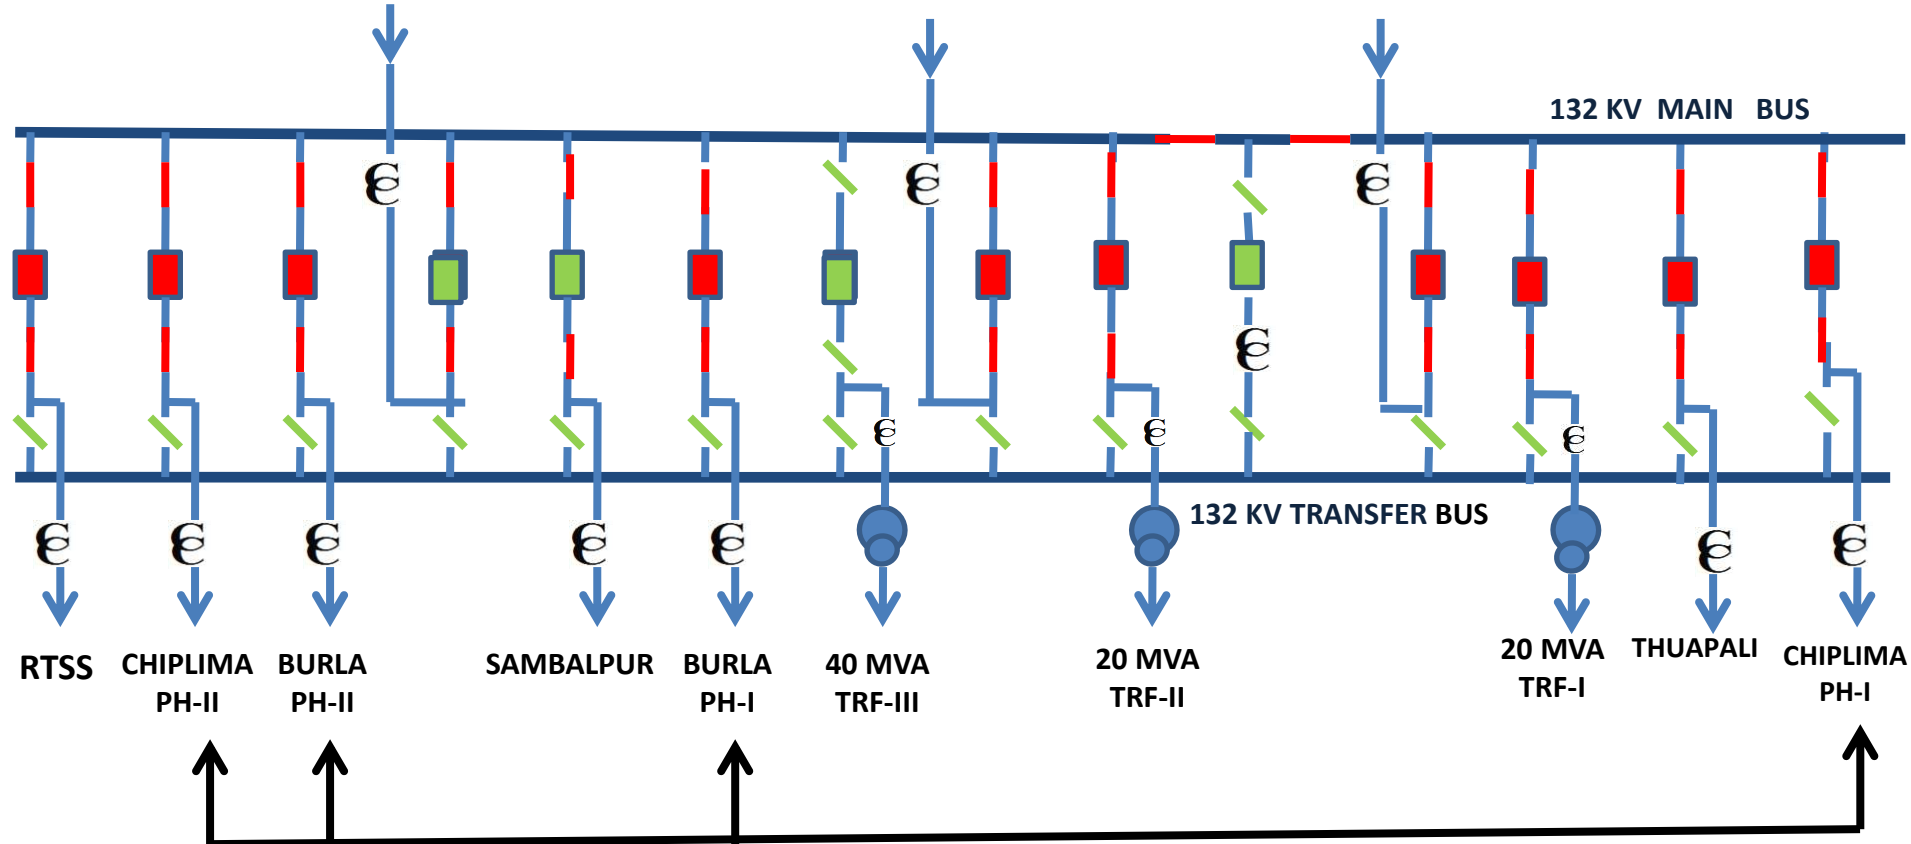 132 KV MAIN BUS
132 KV TRANSFER BUS
RTSS
CHIPLIMA
PH-II
BURLA
PH-II
SAMBALPUR
BURLA
PH-I
40 MVA
TRF-III
20 MVA
TRF-II
20 MVA
TRF-I
THUAPALI
CHIPLIMA
PH-I